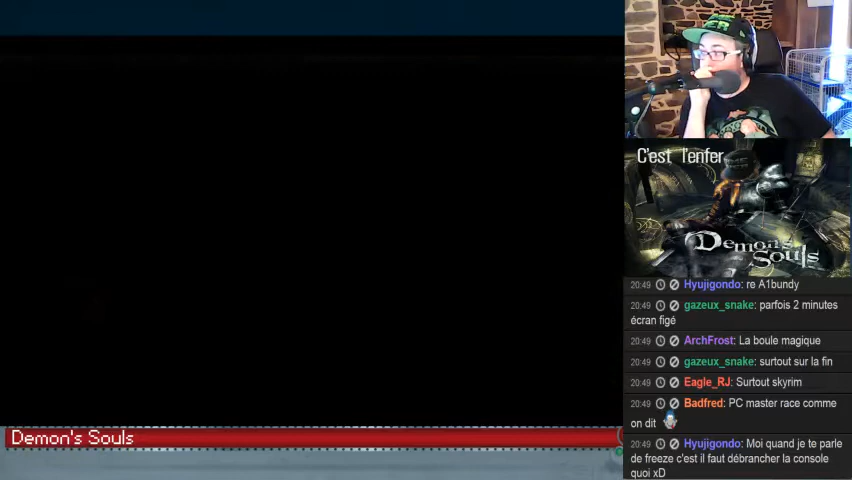 C'est l'enfer
Demon's
Souls
20:49 Hyujigondo: re A1bundy
20:49 gazeux_snake: parfois 2 minutes
écran figé
20:49 ArchFrost: La boule magique
20:49 gazeux_snake: surtout sur la fin
20:49 Eagle_RJ: Surtout skyrim
20:49 Badfred: PC master race comme
on dit
20:49 Hyujigondo: Moi quand je te parle
de freeze c'est il faut débrancher la console
quoi xD
Demon's Souls